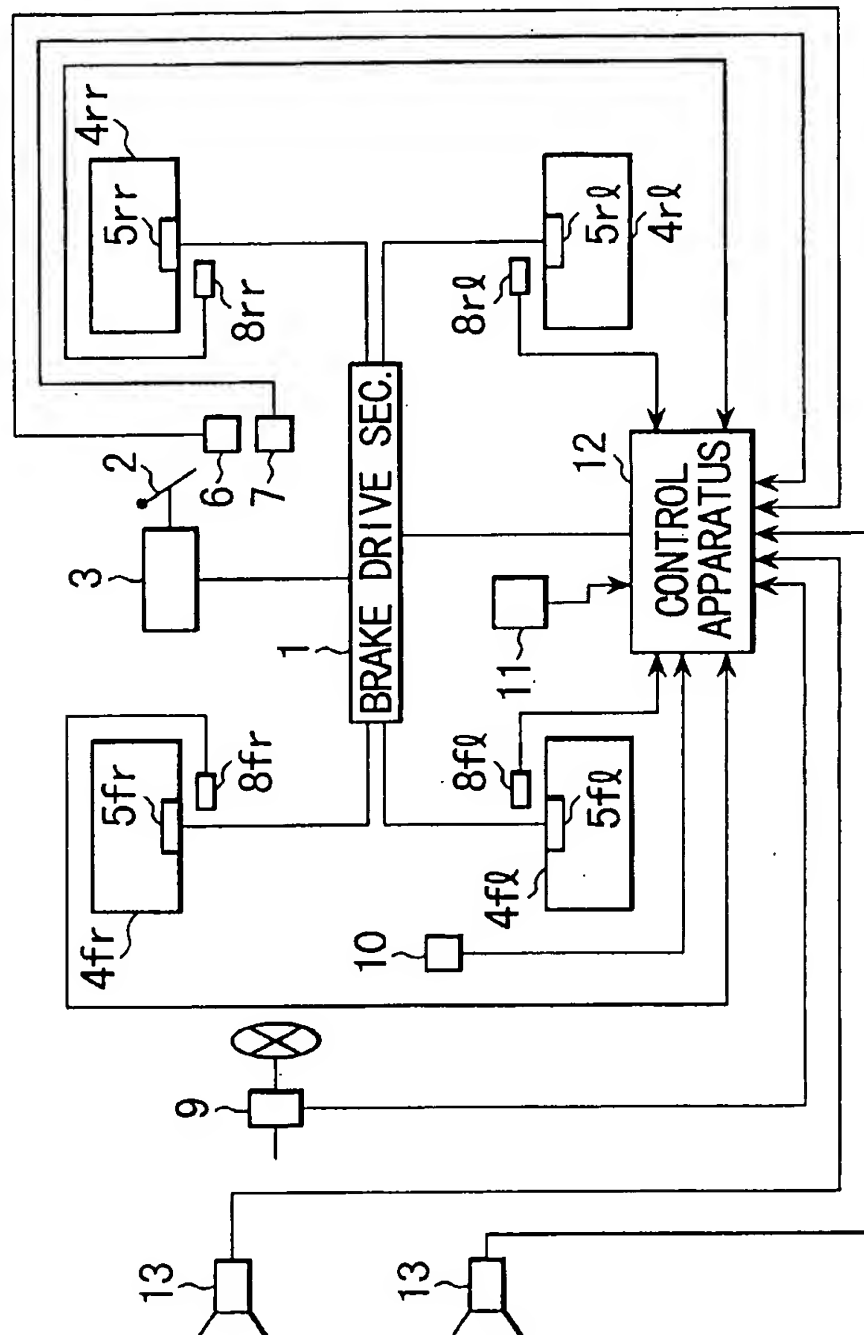 4rr
5rr
8rr
5rℓ
4rℓ
8rℓ
2
6
7
3
1
BRAKE DRIVE SEC.
12
CONTROL
APPARATUS
11
5fr
8fr
4fr
8fℓ
5fℓ
4fℓ
10
9
13
13